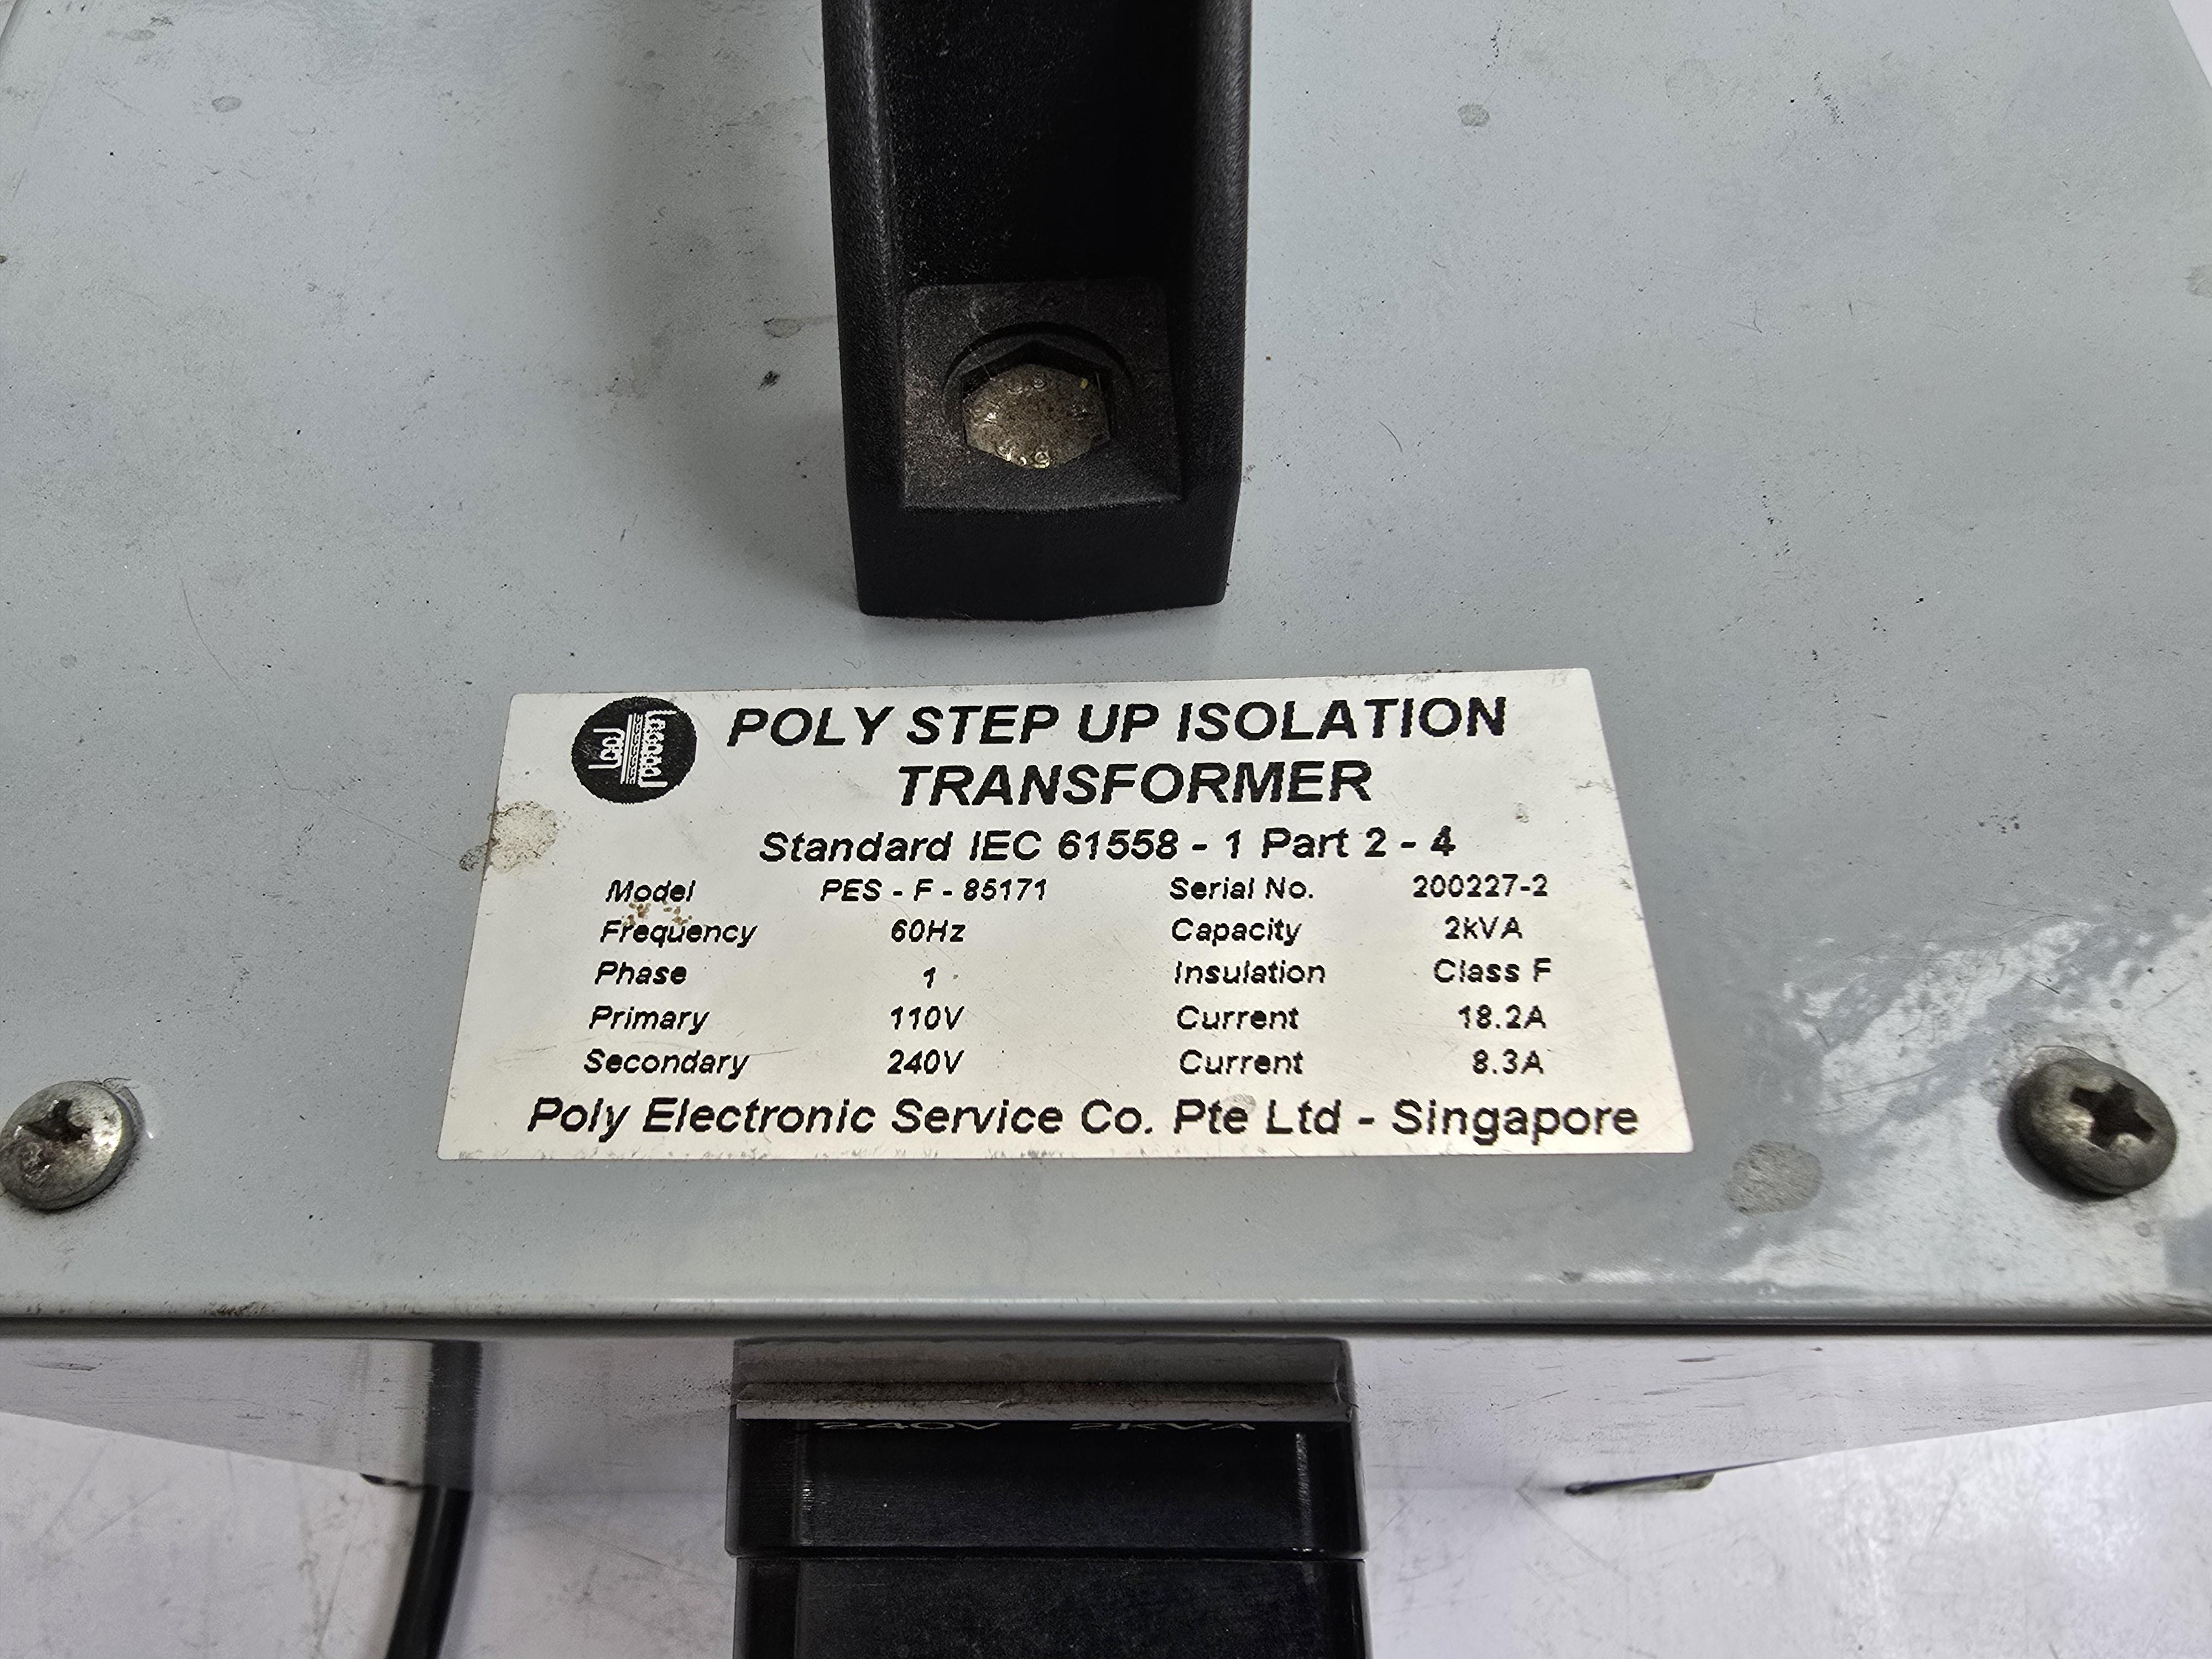 POLY STEP UP ISOLATION
TRANSFORMER
Standard IEC 61558 - 1 Part 2 - 4
Model PES - F - 85171 Serial No. 200227-2
Frequency 60Hz Capacity 2kVA
Phase 1 Insulation Class F
Primary 110V Current 18.2A
Secondary 240V Current 8.3A
Poly Electronic Service Co. Pte Ltd - Singapore
240V 2KVA